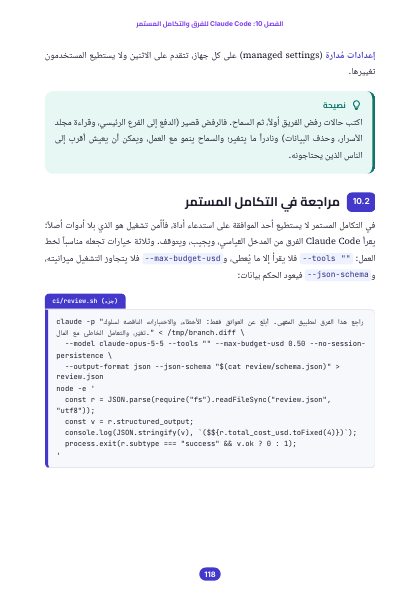 الفصل 10: Claude Code للفرق والتكامل المستمر
إعدادات مُدارة (managed settings) على كل جهاز، تتقدم على الاثنين ولا يستطيع المستخدمون
تغييرها.
نصيحة
اكتب حالات رفض الفريق أولاً، ثم السماح. فالرفض قصير (الدفع إلى الفرع الرئيسي، وقراءة مجلد
الأسرار، وحذف البيانات) ونادراً ما يتغير؛ والسماح ينمو مع العمل، ويمكن أن يعيش أقرب إلى
الناس الذين يحتاجونه.
10.2 مراجعة في التكامل المستمر
في التكامل المستمر لا يستطيع أحد الموافقة على استدعاء أداة، فأأمن تشغيل هو الذي بلا أدوات أصلاً:
يقرأ Claude Code الفرق من المدخل القياسي، ويجيب، ويتوقف. وثلاثة خيارات تجعله مناسباً لخط
العمل: --tools "" فلا يقرأ إلا ما يُعطى، و --max-budget-usd فلا يتجاوز التشغيل ميزانيته،
و --json-schema فيعود الحكم بيانات:
ci/review.sh (جزء)
claude -p "راجع هذا الفرق لتطبيق المقهى. أبلغ عن العوائق فقط: الأخطاء، والاختبارات الناقصة لسلوك
تغير، والتعامل الخاطئ مع المال." < /tmp/branch.diff \
--model claude-opus-5-5 --tools "" --max-budget-usd 0.50 --no-session-
persistence \
--output-format json --json-schema "$(cat review/schema.json)" >
review.json
node -e '
const r = JSON.parse(require("fs").readFileSync("review.json",
"utf8"));
const v = r.structured_output;
console.log(JSON.stringify(v), `($${r.total_cost_usd.toFixed(4)})`);
process.exit(r.subtype === "success" && v.ok ? 0 : 1);
'
118